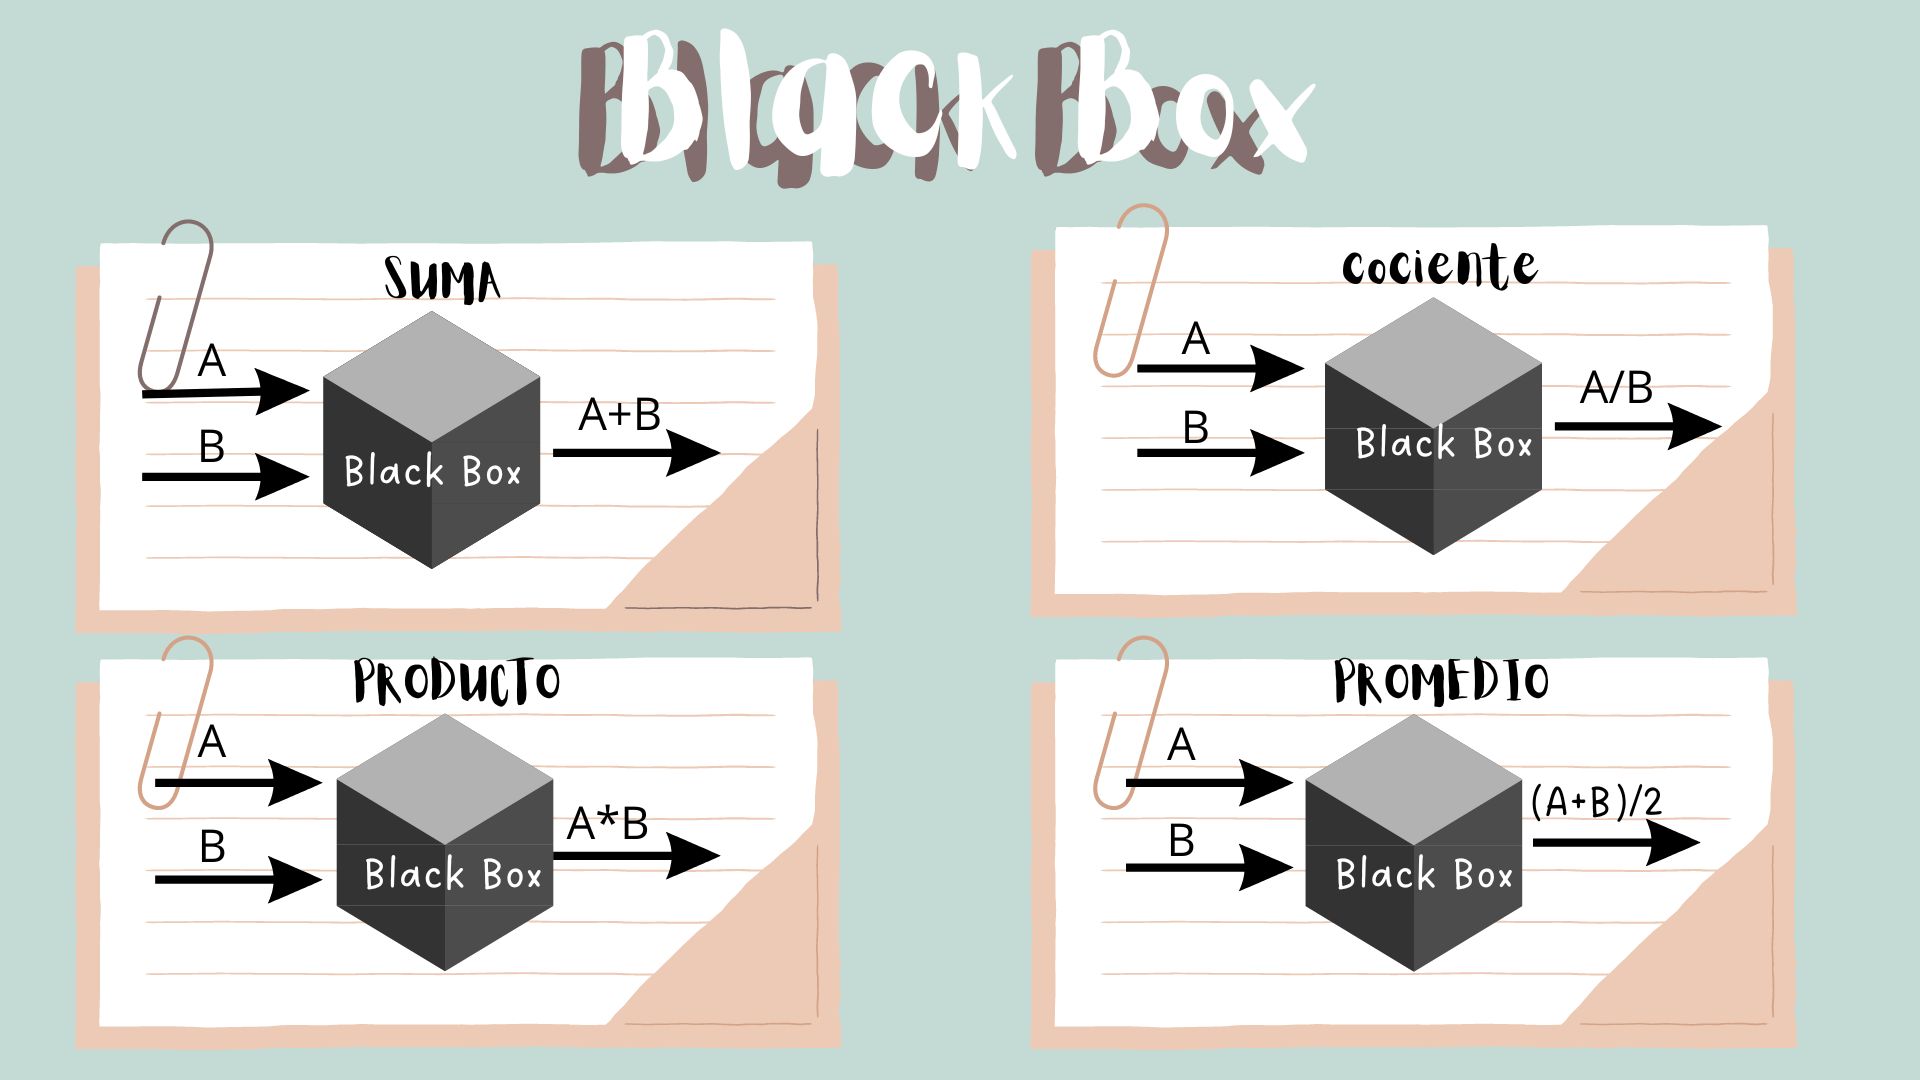 Black Box
SUMA
A
B
Black Box
A+B
cociente
A
B
Black Box
A/B
PRODUCTO
A
B
Black Box
A*B
PROMEDIO
A
B
Black Box
(A+B)/2